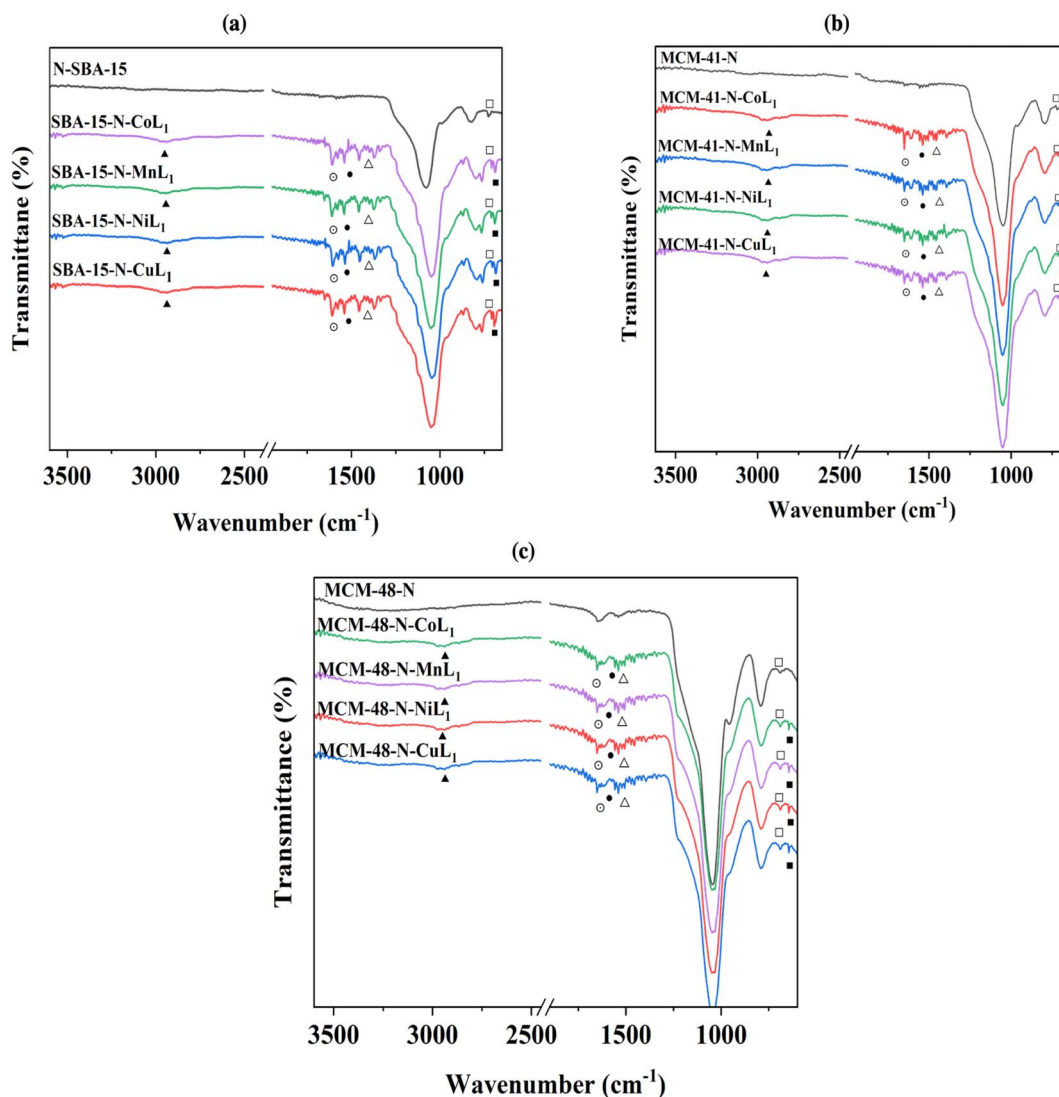 (a)
N-SBA-15
SBA-15-N-CoL₁
SBA-15-N-MnL₁
SBA-15-N-NiL₁
SBA-15-N-CuL₁
Transmittane (%)
3500 3000 2500 1500 1000
Wavenumber (cm⁻¹)
(b)
MCM-41-N
MCM-41-N-CoL₁
MCM-41-N-MnL₁
MCM-41-N-NiL₁
MCM-41-N-CuL₁
Transmittane (%)
3500 3000 2500 1500 1000
Wavenumber (cm⁻¹)
(c)
MCM-48-N
MCM-48-N-CoL₁
MCM-48-N-MnL₁
MCM-48-N-NiL₁
MCM-48-N-CuL₁
Transmittance (%)
3500 3000 2500 1500 1000
Wavenumber (cm⁻¹)